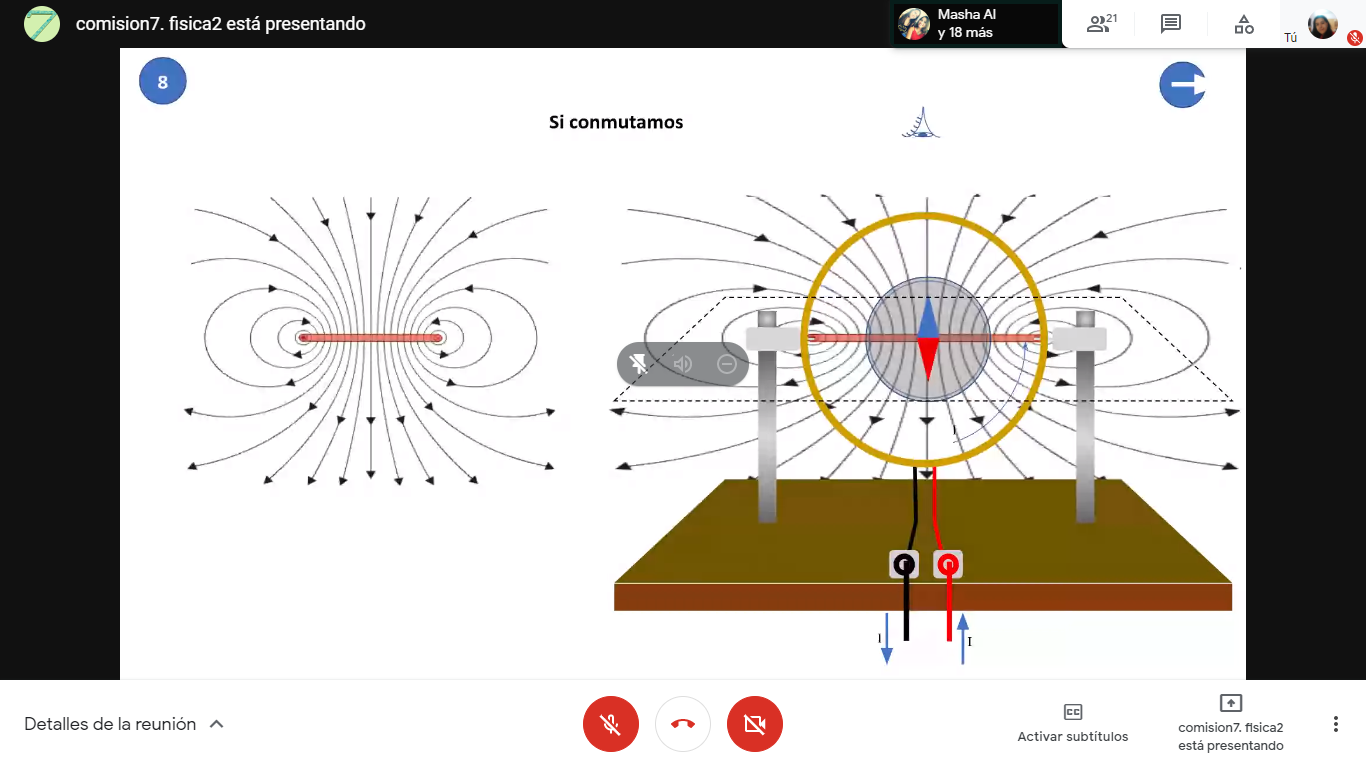 comision7. fisica2 está presentando
Masha Al
y 18 más
21
Tú
8
Si conmutamos
I
I
I
Detalles de la reunión
CC
Activar subtítulos
comision7. fisica2
está presentando